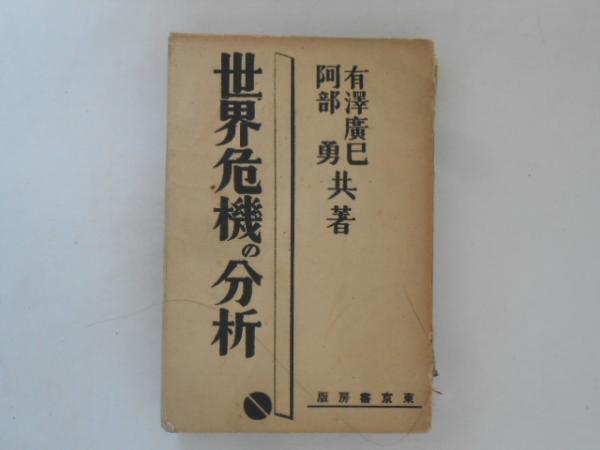 有澤廣巳
阿部勇
共著
世界危機の分析
東京書房版